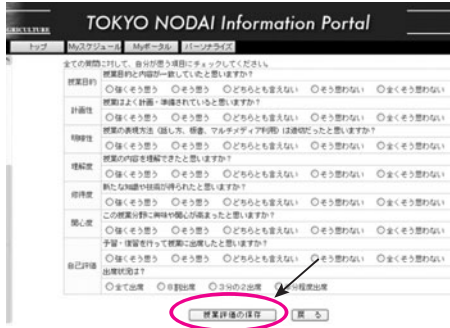 TOKYO NODAI Information Portal
トップ Myスケジュール Myポータル パーソナライズ
全ての質問に対して、自分が思う項目にチェックしてください。
授業目的
授業目的と内容が一致していたと思いますか?
○強くそう思う ○そう思う ○どちらとも言えない ○そう思わない ○全くそう思わない
計画性
授業はよく計画・準備されていると思いますか?
○強くそう思う ○そう思う ○どちらとも言えない ○そう思わない ○全くそう思わない
明瞭性
授業の表現方法(話し方、板書、マルチメディア利用)は適切だったと思いますか?
○強くそう思う ○そう思う ○どちらとも言えない ○そう思わない ○全くそう思わない
理解度
授業の内容を理解できたと思いますか?
○強くそう思う ○そう思う ○どちらとも言えない ○そう思わない ○全くそう思わない
修得度
新たな知識や技術が得られたと思いますか?
○強くそう思う ○そう思う ○どちらとも言えない ○そう思わない ○全くそう思わない
関心度
この授業分野に興味や関心が高まったと思いますか?
○強くそう思う ○そう思う ○どちらとも言えない ○そう思わない ○全くそう思わない
自己評価
予習・復習を行って授業に出席したと思いますか?
○強くそう思う ○そう思う ○どちらとも言えない ○そう思わない ○全くそう思わない
出席状況は?
○全て出席 ○8割出席 ○3分の2出席 分程度出席
授業評価の保存 戻 る